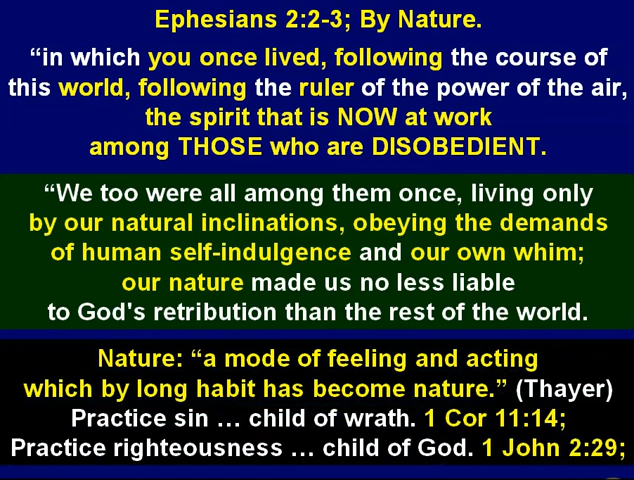 Ephesians 2:2-3; By Nature.
“in which you once lived, following the course of
this world, following the ruler of the power of the air,
the spirit that is NOW at work
among THOSE who are DISOBEDIENT.
“We too were all among them once, living only
by our natural inclinations, obeying the demands
of human self-indulgence and our own whim;
our nature made us no less liable
to God's retribution than the rest of the world.
Nature: “a mode of feeling and acting
which by long habit has become nature.” (Thayer)
Practice sin … child of wrath. 1 Cor 11:14;
Practice righteousness … child of God. 1 John 2:29;